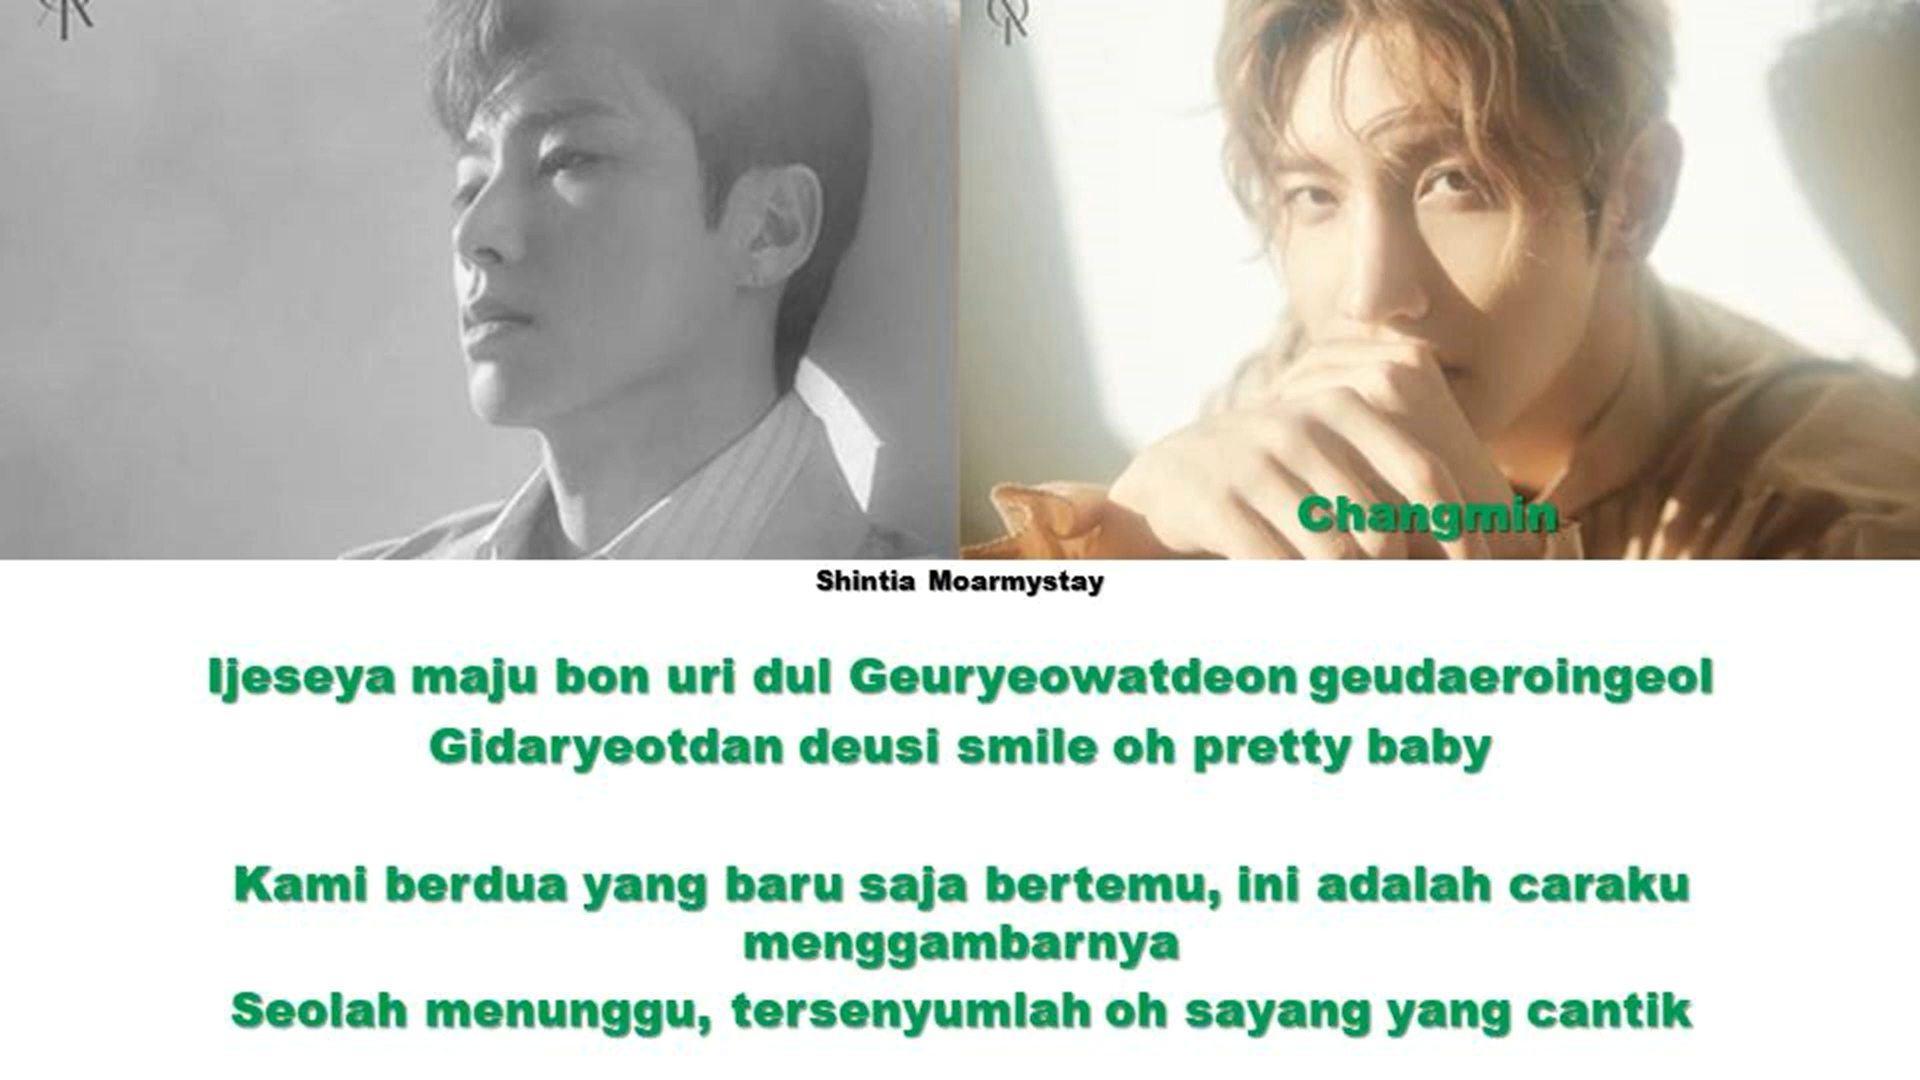 Changmin
Shintia Moarmystay
Ijeseya maju bon uri dul Geuryeowatdeon geudaeroingeol
Gidaryeotdan deusi smile oh pretty baby
Kami berdua yang baru saja bertemu, ini adalah caraku
menggambarnya
Seolah menunggu, tersenyumlah oh sayang yang cantik